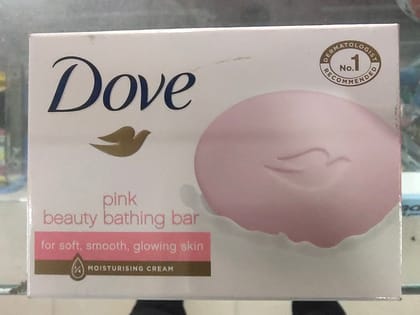 Dove
DERMATOLOGIST
No.1
RECOMMENDED
pink
beauty bathing bar
for soft, smooth, glowing skin
¼ MOISTURISING CREAM